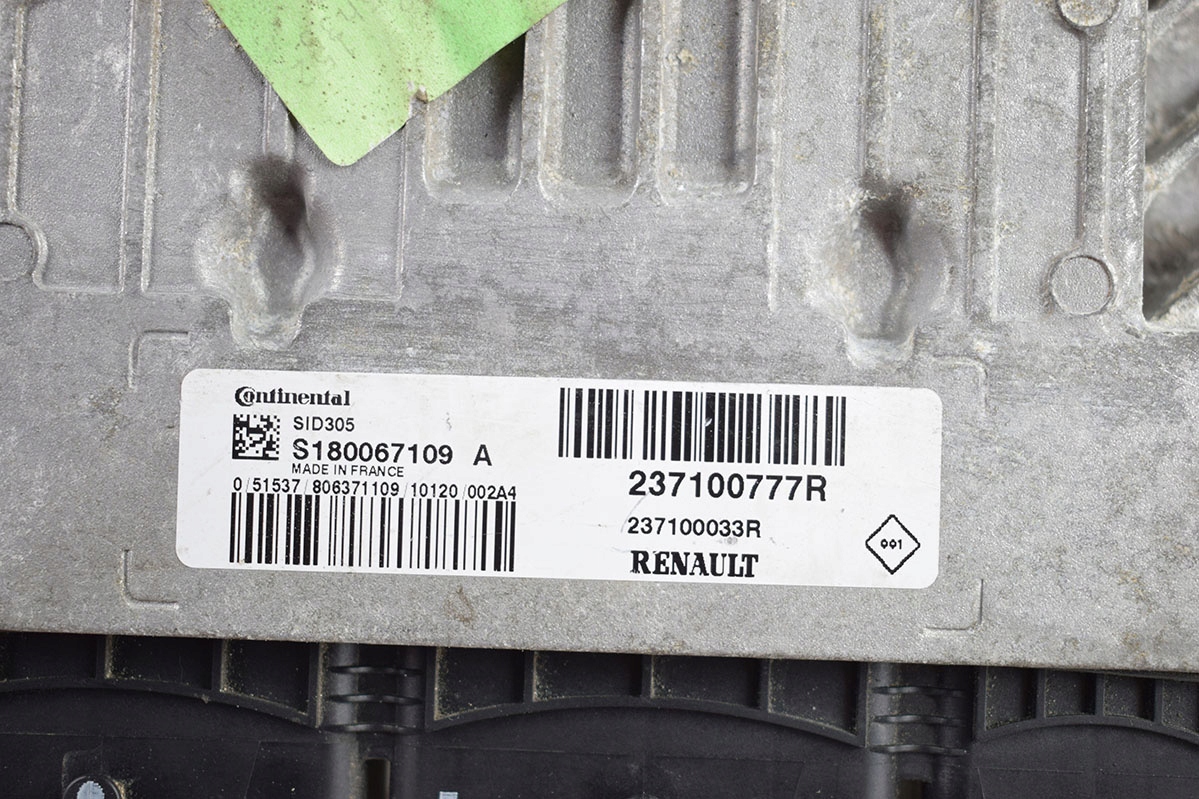 Continental
SID305
S180067109 A
MADE IN FRANCE
0/51537/806371109/10120/002A4
237100777R
237100033R
RENAULT
001